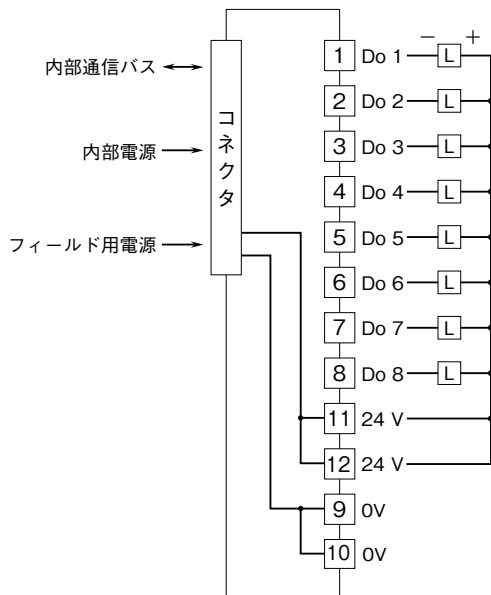 内部通信バス
内部電源
フィールド用電源
コネクタ
− +
1 Do 1 L
2 Do 2 L
3 Do 3 L
4 Do 4 L
5 Do 5 L
6 Do 6 L
7 Do 7 L
8 Do 8 L
11 24 V
12 24 V
9 0V
10 0V